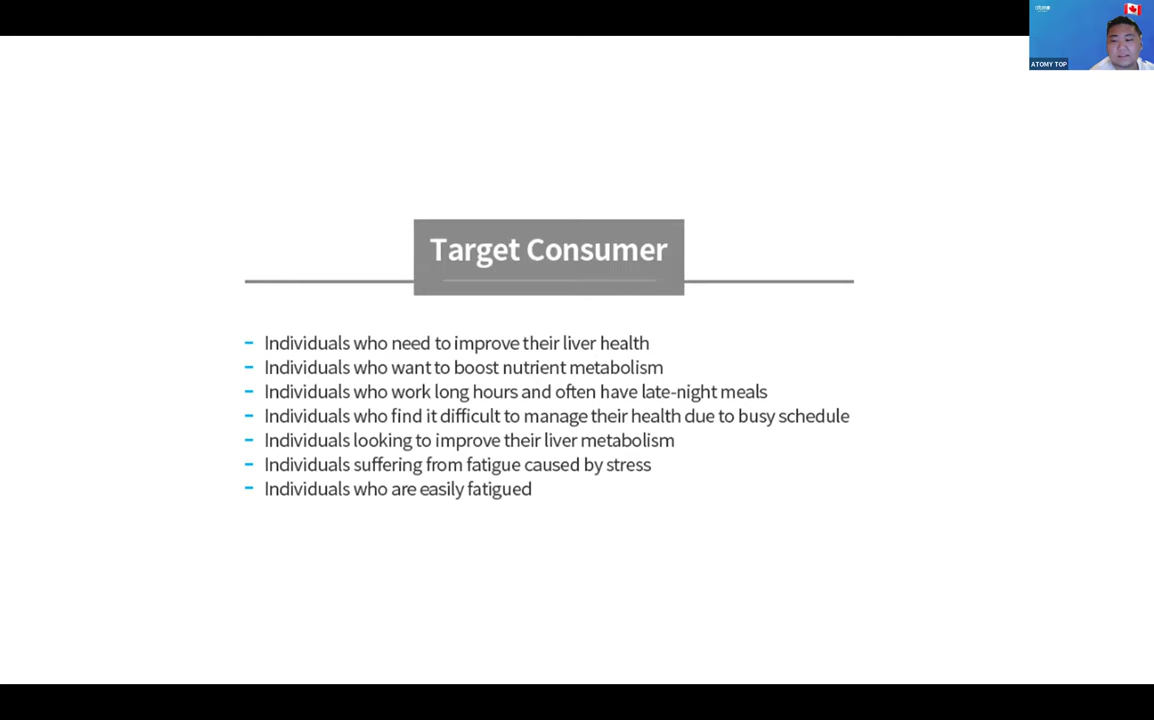 ATOMY TOP
Target Consumer
- Individuals who need to improve their liver health
- Individuals who want to boost nutrient metabolism
- Individuals who work long hours and often have late-night meals
- Individuals who find it difficult to manage their health due to busy schedule
- Individuals looking to improve their liver metabolism
- Individuals suffering from fatigue caused by stress
- Individuals who are easily fatigued